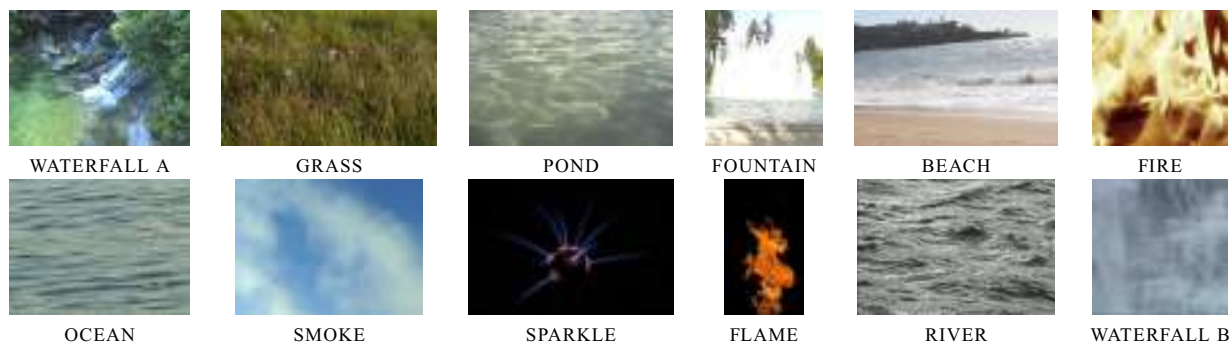 WATERFALL A GRASS POND FOUNTAIN BEACH FIRE
OCEAN SMOKE SPARKLE FLAME RIVER WATERFALL B